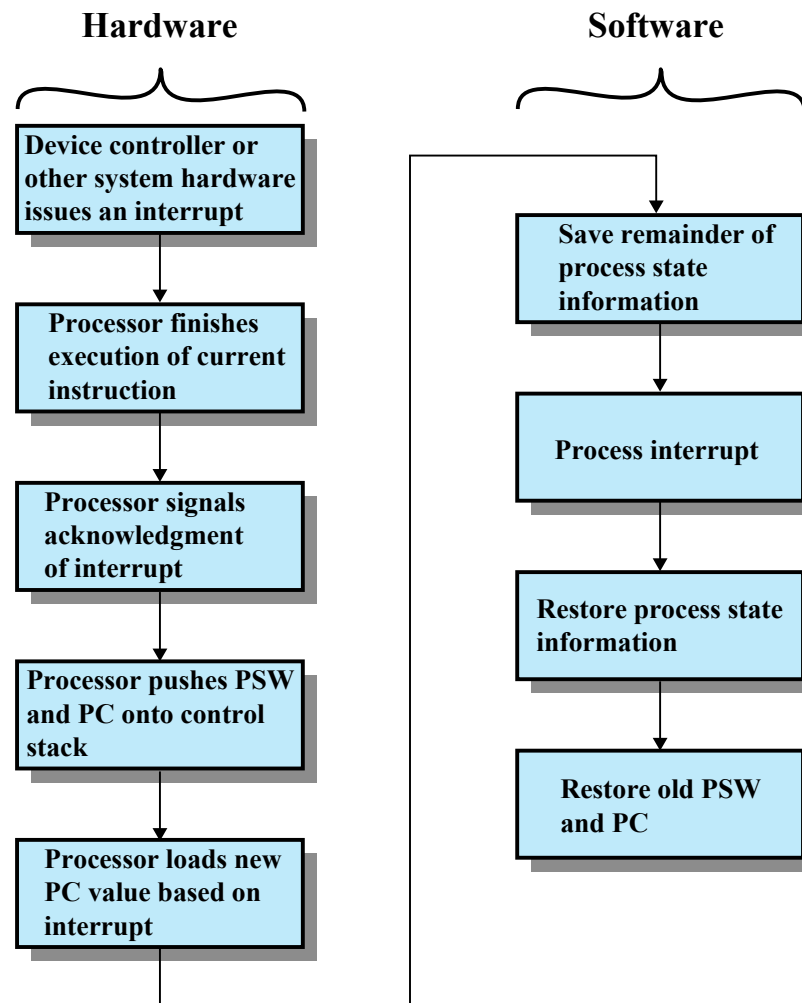 Hardware
Device controller or
other system hardware
issues an interrupt
Processor finishes
execution of current
instruction
Processor signals
acknowledgment
of interrupt
Processor pushes PSW
and PC onto control
stack
Processor loads new
PC value based on
interrupt
Software
Save remainder of
process state
information
Process interrupt
Restore process state
information
Restore old PSW
and PC